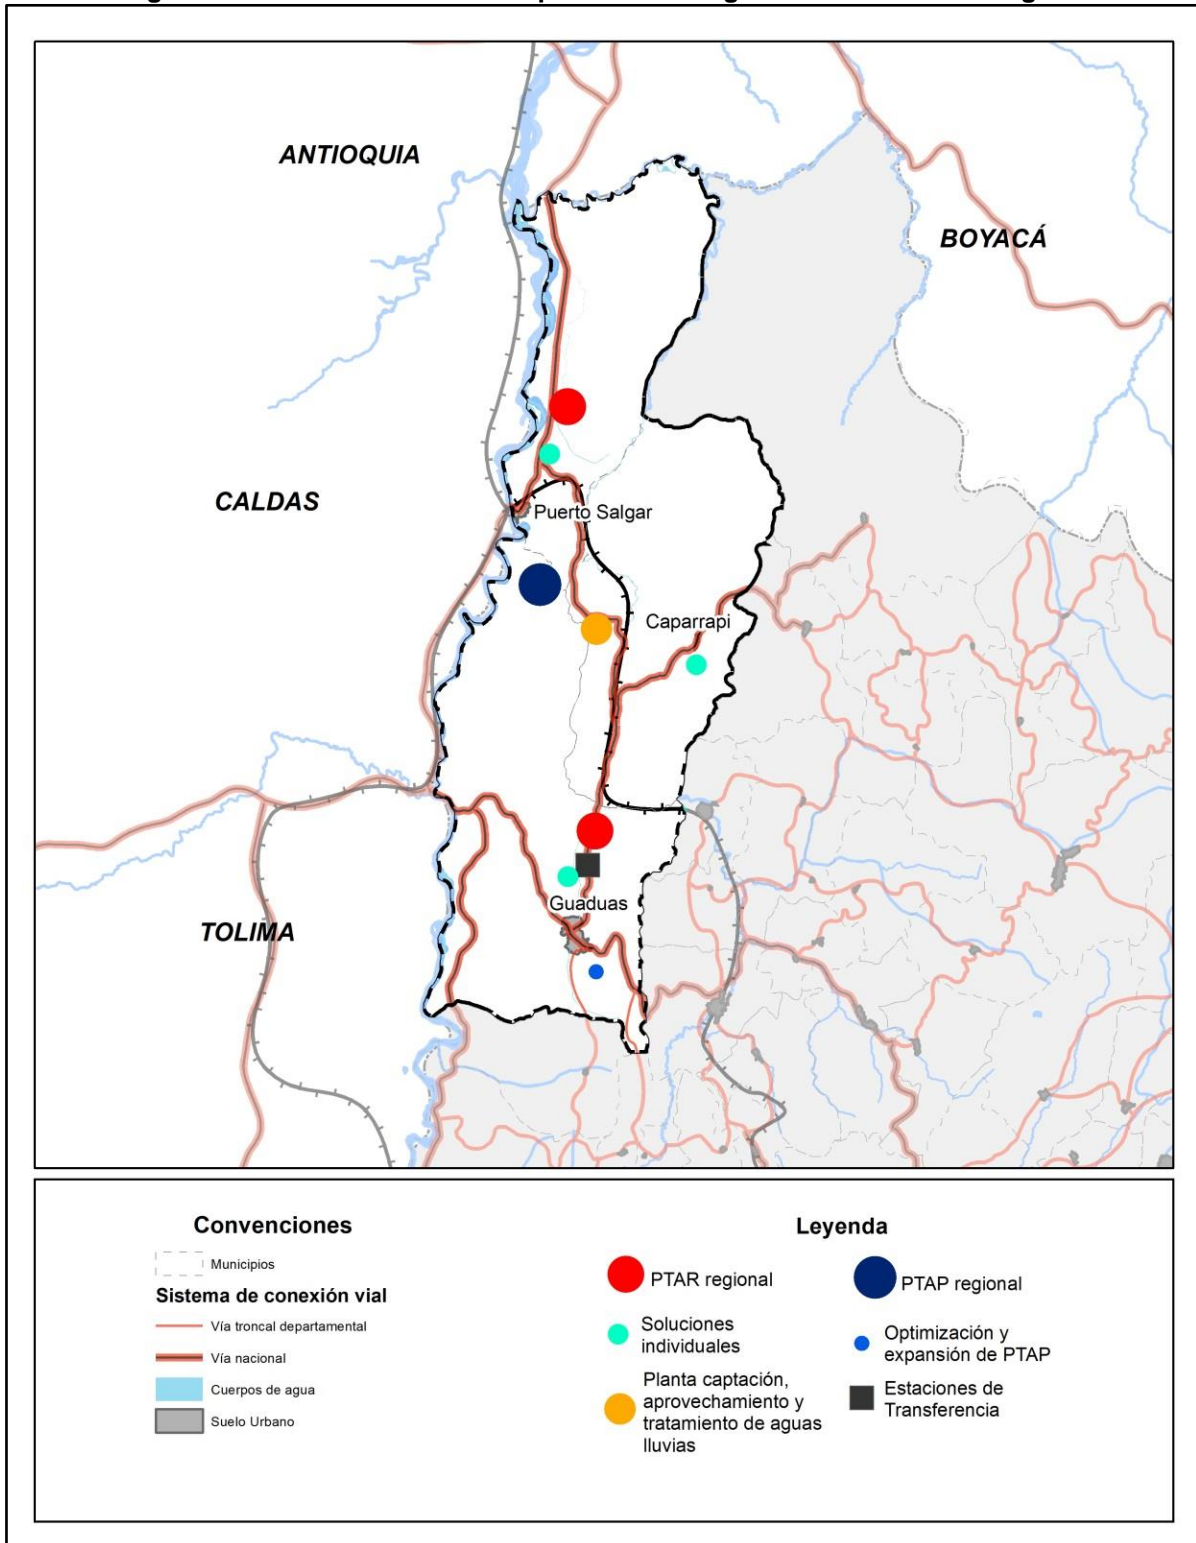 ANTIOQUIA
BOYACÁ
CALDAS
Puerto Salgar
Caparrapi
Guaduas
TOLIMA
Convenciones
Municipios
Sistema de conexión vial
Vía troncal departamental
Vía nacional
Cuerpos de agua
Suelo Urbano
Leyenda
PTAR regional
Soluciones
individuales
Planta captación,
aprovechamiento y
tratamiento de aguas
lluvias
PTAP regional
Optimización y
expansión de PTAP
Estaciones de
Transferencia